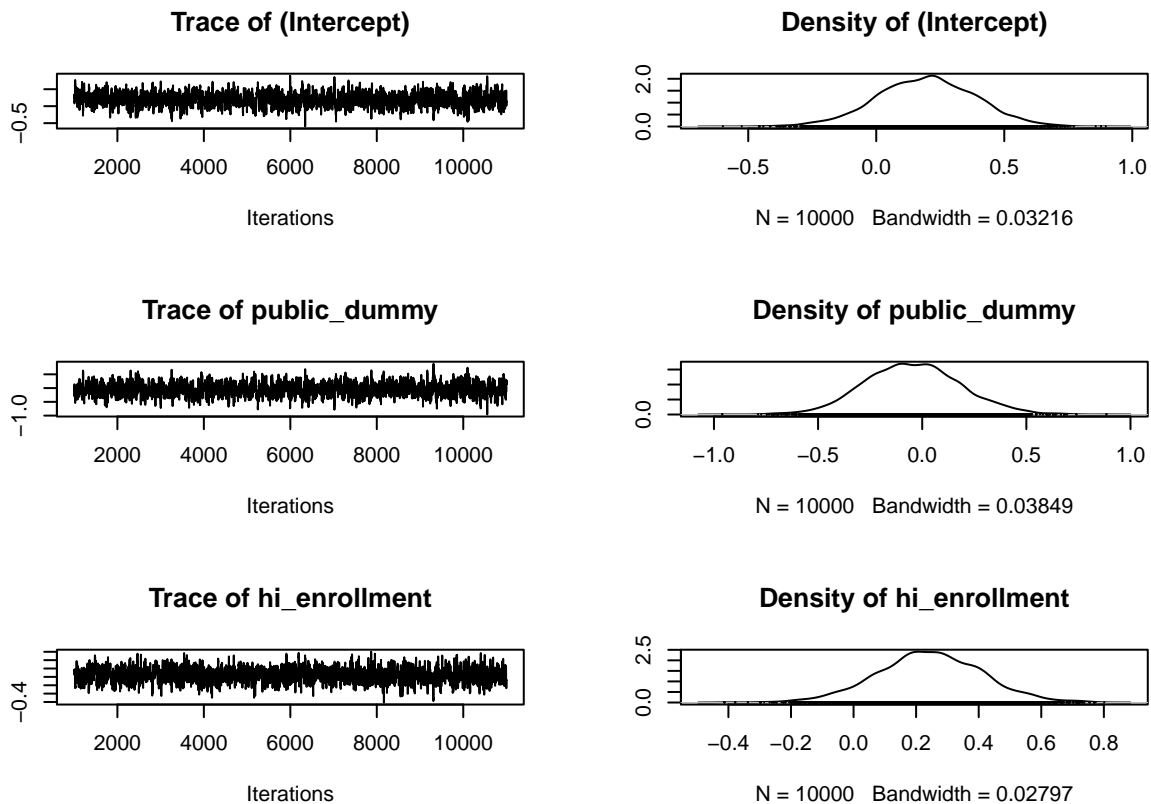 Trace of (Intercept)
−0.5
2000 4000 6000 8000 10000
Iterations
Density of (Intercept)
2.0
0.0
−0.5 0.0 0.5 1.0
N = 10000 Bandwidth = 0.03216
Trace of public_dummy
−1.0
2000 4000 6000 8000 10000
Iterations
Density of public_dummy
0.0
−1.0 −0.5 0.0 0.5 1.0
N = 10000 Bandwidth = 0.03849
Trace of hi_enrollment
−0.4
2000 4000 6000 8000 10000
Iterations
Density of hi_enrollment
2.5
0.0
−0.4 −0.2 0.0 0.2 0.4 0.6 0.8
N = 10000 Bandwidth = 0.02797